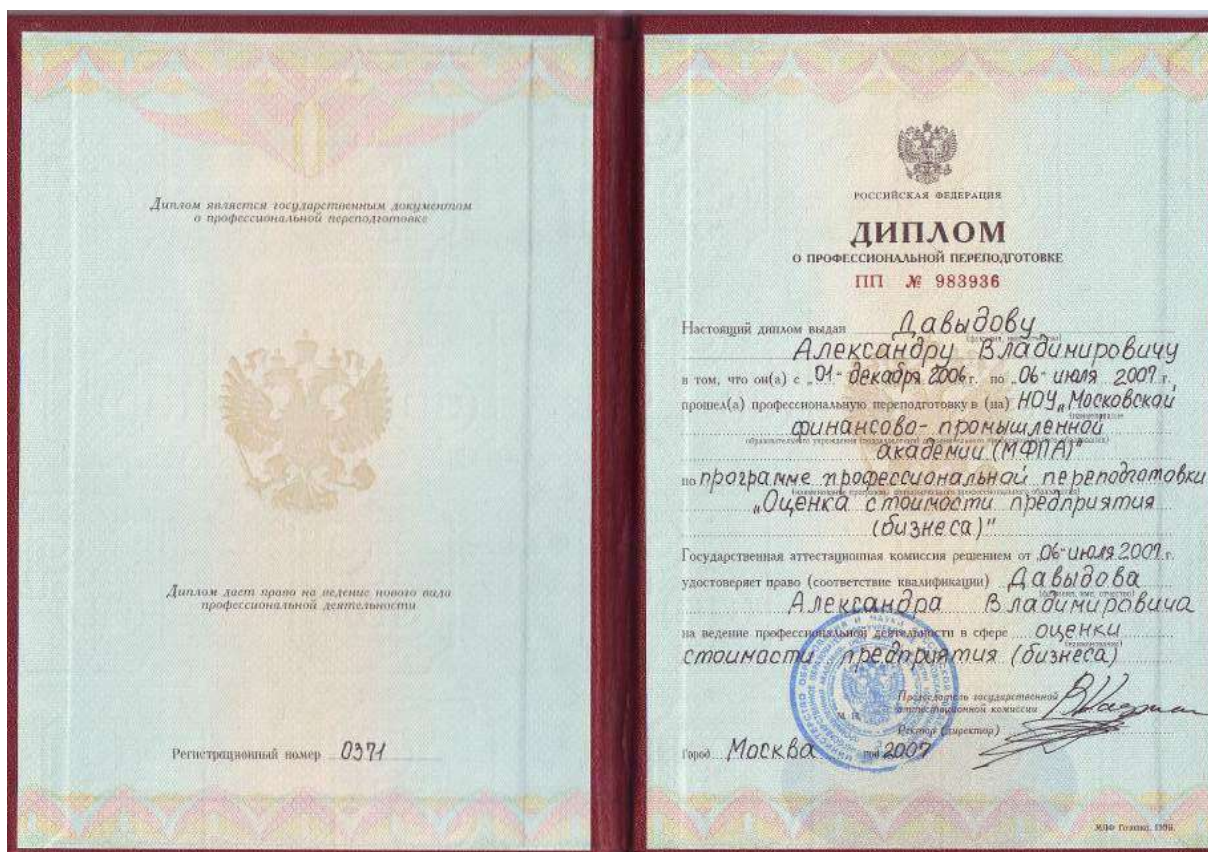 Диплом является государственным документом
о профессиональной переподготовке
Диплом дает право на ведение нового вида
профессиональной деятельности
Регистрационный номер 0371
РОССИЙСКАЯ ФЕДЕРАЦИЯ
ДИПЛОМ
О ПРОФЕССИОНАЛЬНОЙ ПЕРЕПОДГОТОВКЕ
ПП № 983936
Настоящий диплом выдан Давыдову
Александру Владимировичу
в том, что он(а) с „01" декабря 2006 г. по „06" июля 2007 г.
прошел(а) профессиональную переподготовку в (на) НОУ „Московской
финансово-промышленной
академии (МФПА)"
по программе профессиональной переподготовки
„Оценка стоимости предприятия
(бизнеса)"
Государственная аттестационная комиссия решением от „06" июля 2007 г.
удостоверяет право (соответствие квалификации) Давыдова
(фамилия, имя, отчество)
Александра Владимировича
на ведение профессиональной деятельности в сфере оценки
стоимости предприятия (бизнеса)
Председатель государственной
аттестационной комиссии
М. П.
Ректор (директор)
Город Москва год 2007